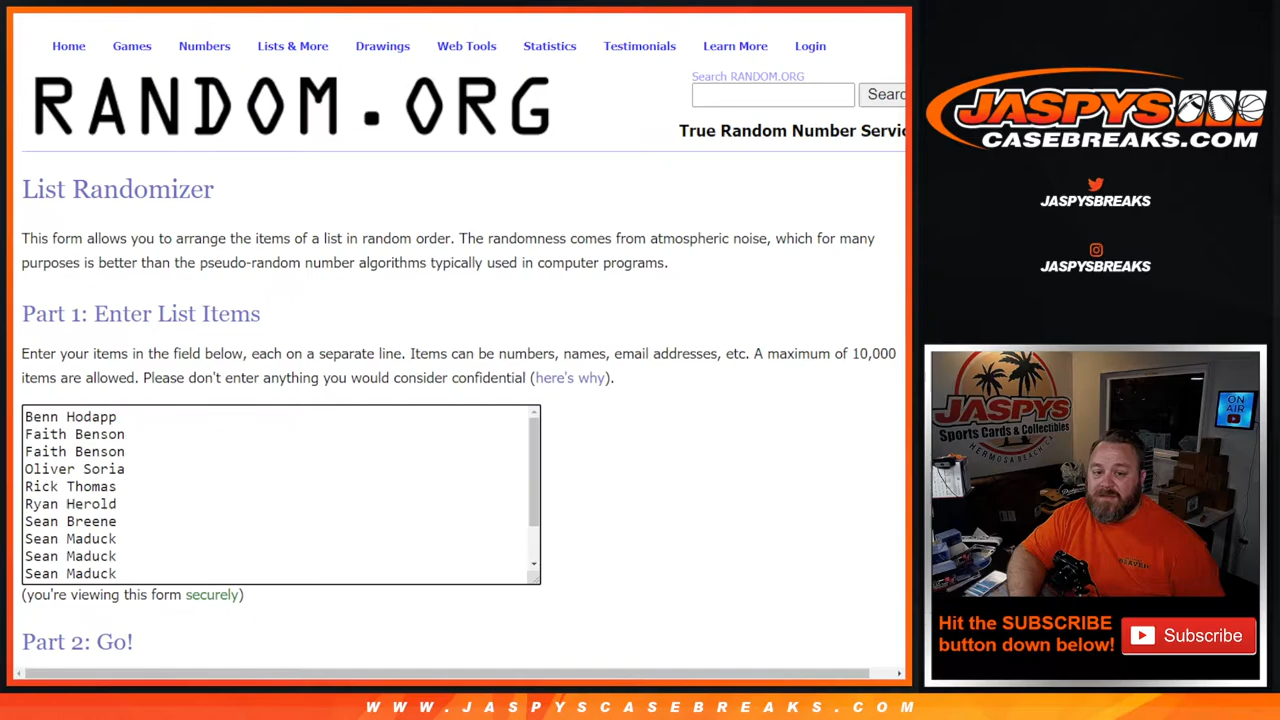 Home Games Numbers Lists & More Drawings Web Tools Statistics Testimonials Learn More Login
RANDOM.ORG
Search RANDOM.ORG
Searc
True Random Number Servic
List Randomizer
This form allows you to arrange the items of a list in random order. The randomness comes from atmospheric noise, which for many
purposes is better than the pseudo-random number algorithms typically used in computer programs.
Part 1: Enter List Items
Enter your items in the field below, each on a separate line. Items can be numbers, names, email addresses, etc. A maximum of 10,000
items are allowed. Please don't enter anything you would consider confidential (here's why).
Benn Hodapp
Faith Benson
Faith Benson
Oliver Soria
Rick Thomas
Ryan Herold
Sean Breene
Sean Maduck
Sean Maduck
Sean Maduck
(you're viewing this form securely)
Part 2: Go!
JASPYS
CASEBREAKS.COM
JASPYSBREAKS
JASPYSBREAKS
JASPYS
Sports Cards & Collectibles
HERMOSA BEACH, CA
ON
AIR
Hit the SUBSCRIBE
button down below!
Subscribe
WWW.JASPYSCASEBREAKS.COM